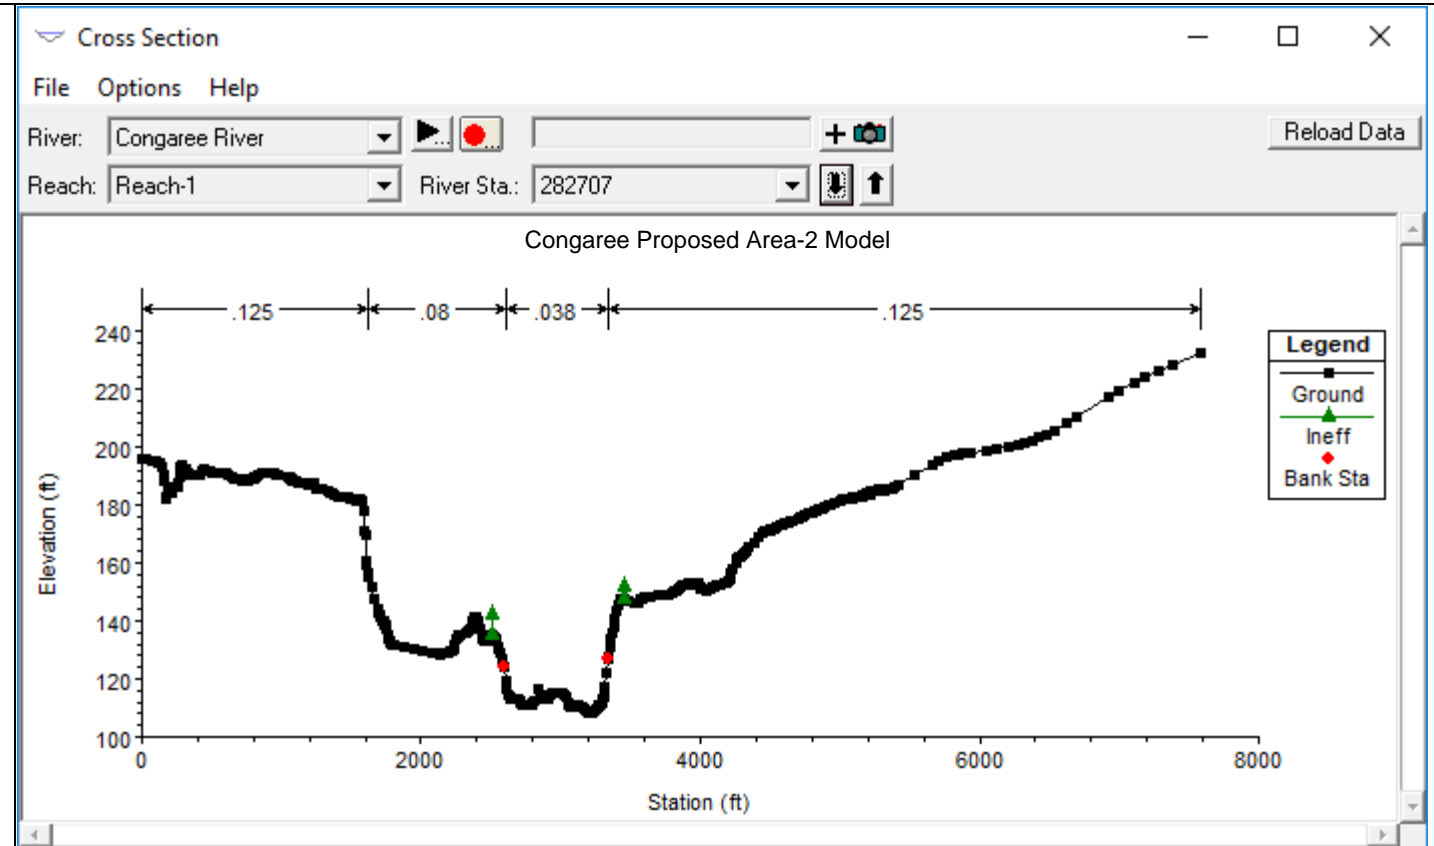 Cross Section
File Options Help
River: Congaree River
Reload Data
Reach: Reach-1 River Sta.: 282707
Congaree Proposed Area-2 Model
.125 .08 .038 .125
240
220
200
180
160
140
120
100
Elevation (ft)
0 2000 4000 6000 8000
Station (ft)
Legend
Ground
Ineff
Bank Sta